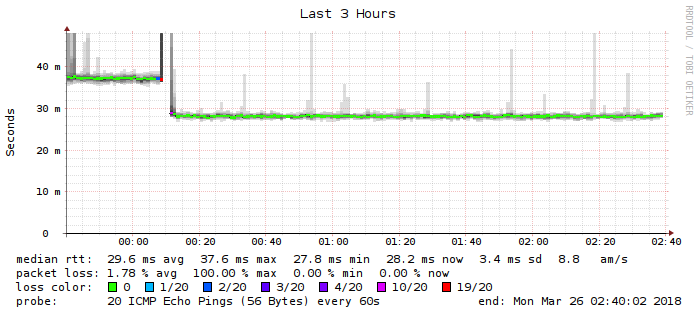 Last 3 Hours
RRDTOOL / TOBI OETIKER
Seconds
40 m
30 m
20 m
10 m
0
00:00 00:20 00:40 01:00 01:20 01:40 02:00 02:20 02:40
median rtt: 29.6 ms avg 37.6 ms max 27.8 ms min 28.2 ms now 3.4 ms sd 8.8 am/s
packet loss: 1.78 % avg 100.00 % max 0.00 % min 0.00 % now
loss color: 0 1/20 2/20 3/20 4/20 10/20 19/20
probe: 20 ICMP Echo Pings (56 Bytes) every 60s end: Mon Mar 26 02:40:02 2018